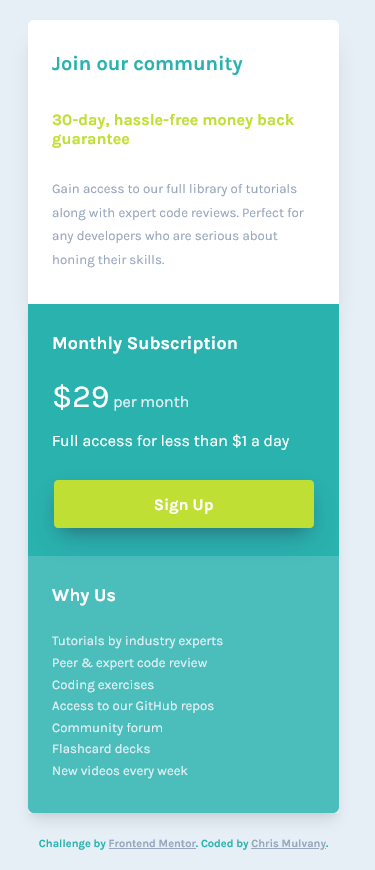 Join our community
30-day, hassle-free money back
guarantee
Gain access to our full library of tutorials
along with expert code reviews. Perfect for
any developers who are serious about
honing their skills.
Monthly Subscription
$29 per month
Full access for less than $1 a day
Sign Up
Why Us
Tutorials by industry experts
Peer & expert code review
Coding exercises
Access to our GitHub repos
Community forum
Flashcard decks
New videos every week
Challenge by Frontend Mentor. Coded by Chris Mulvany.